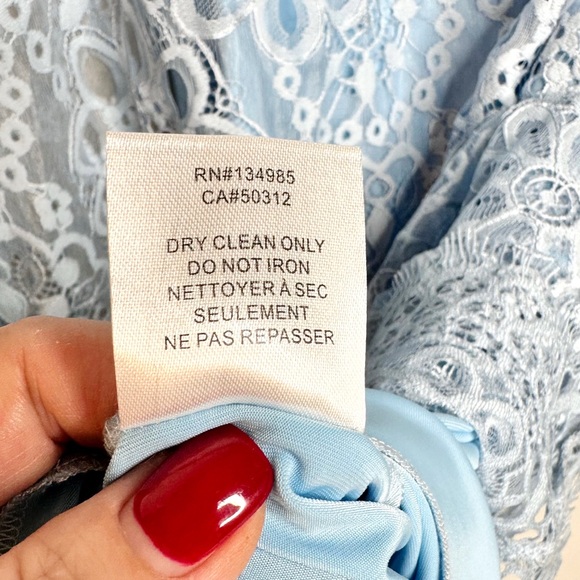 RN#134985
CA#50312
DRY CLEAN ONLY
DO NOT IRON
NETTOYER À SEC
SEULEMENT
NE PAS REPASSER